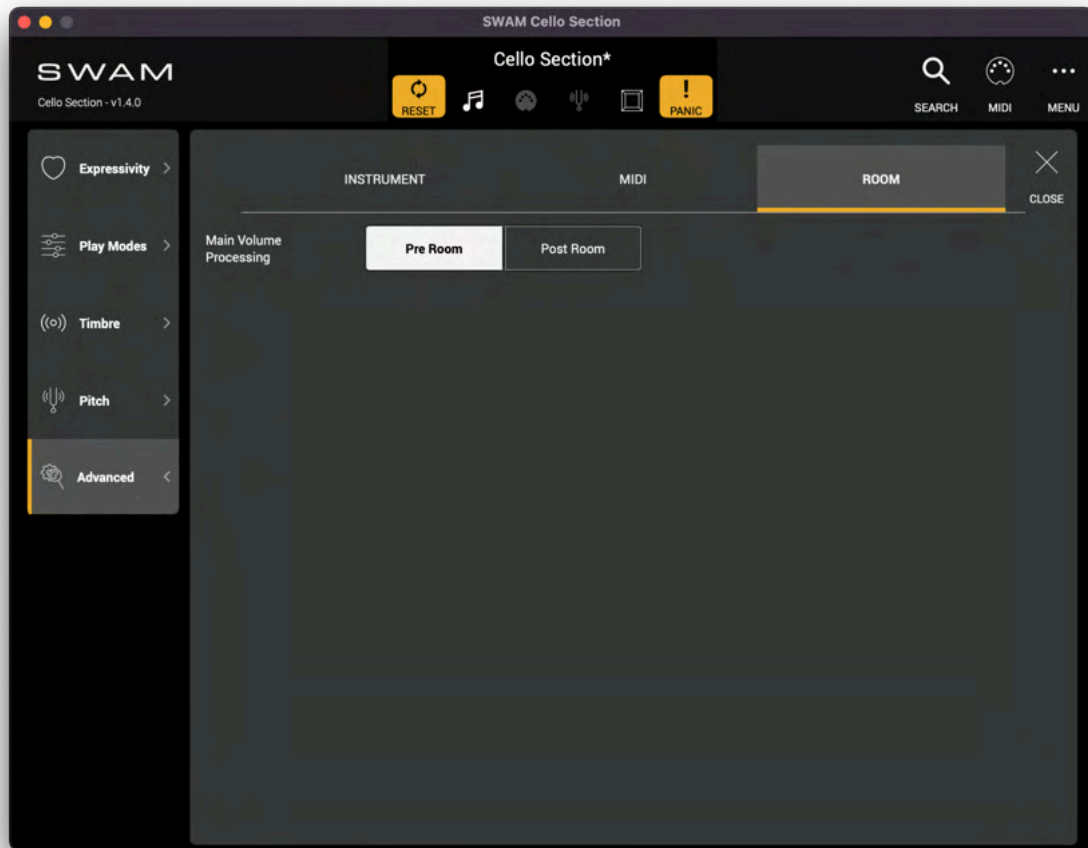 SWAM Cello Section
SWAM
Cello Section - v1.4.0
Cello Section*
RESET
!
PANIC
SEARCH
MIDI
MENU
Expressivity
Play Modes
Timbre
Pitch
Advanced
INSTRUMENT
MIDI
ROOM
CLOSE
Main Volume
Processing
Pre Room
Post Room